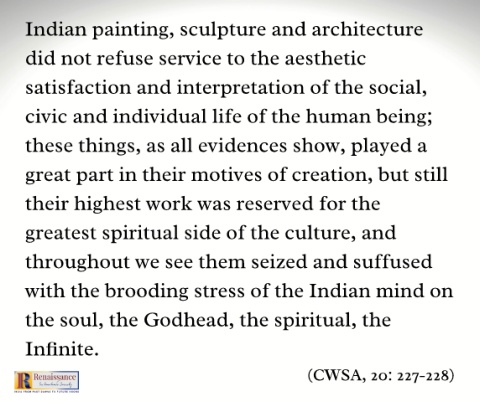 Indian painting, sculpture and architecture
did not refuse service to the aesthetic
satisfaction and interpretation of the social,
civic and individual life of the human being;
these things, as all evidences show, played a
great part in their motives of creation, but still
their highest work was reserved for the
greatest spiritual side of the culture, and
throughout we see them seized and suffused
with the brooding stress of the Indian mind on
the soul, the Godhead, the spiritual, the
Infinite.
(CWSA, 20: 227-228)
Renaissance